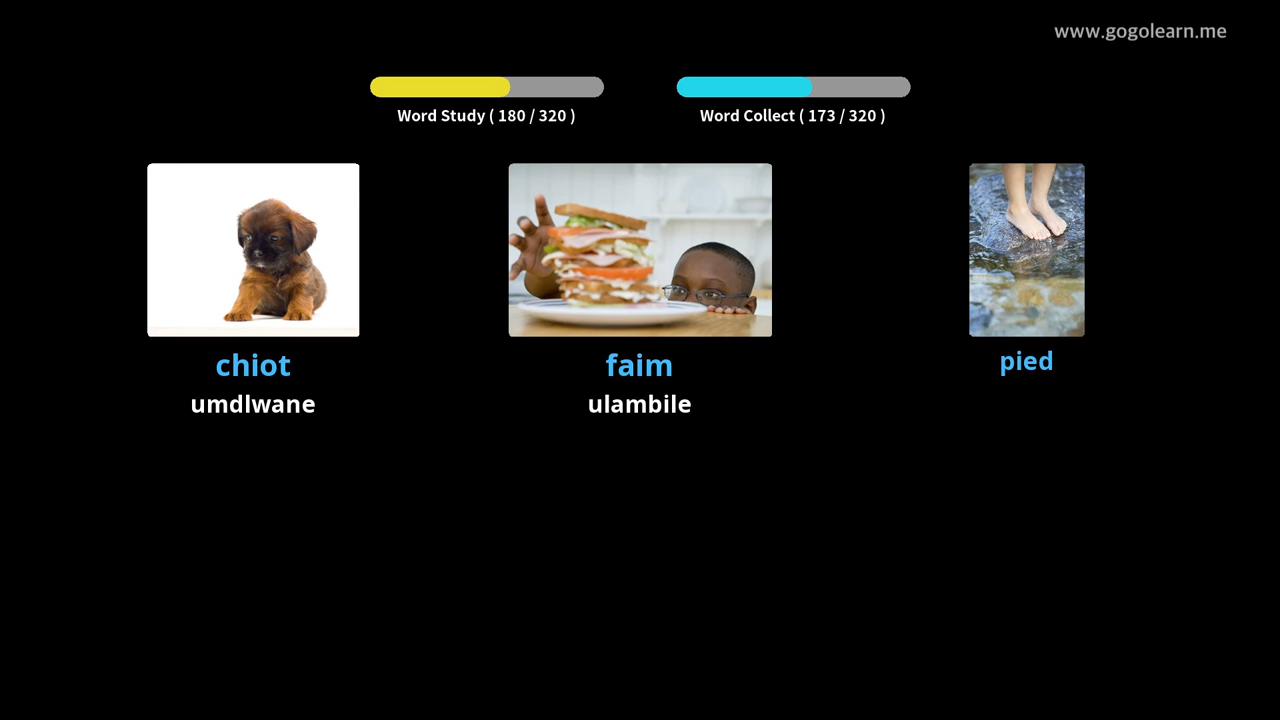 www.gogolearn.me
Word Study ( 180 / 320 )
Word Collect ( 173 / 320 )
chiot
umdlwane
faim
ulambile
pied